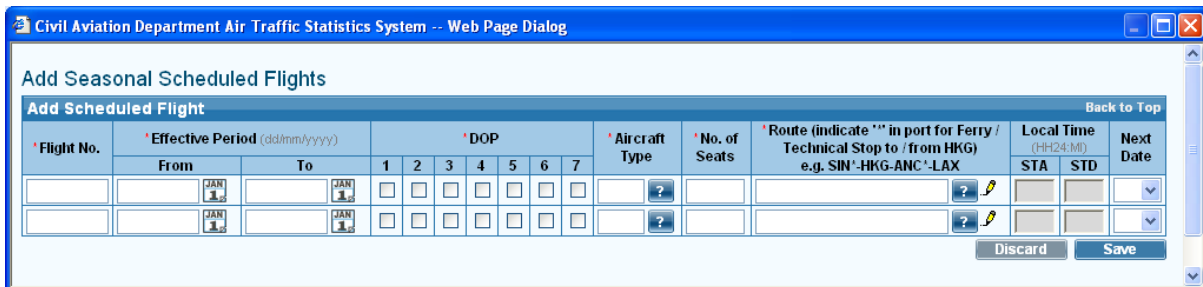 Civil Aviation Department Air Traffic Statistics System -- Web Page Dialog
Add Seasonal Scheduled Flights
Add Scheduled Flight Back to Top
*Flight No. *Effective Period (dd/mm/yyyy) *DOP *Aircraft Type *No. of Seats *Route (indicate '*' in port for Ferry / Technical Stop to / from HKG) e.g. SIN*-HKG-ANC*-LAX Local Time (HH24:MI) Next Date
From To 1 2 3 4 5 6 7 STA STD
JAN 1 JAN 1 ? ?
JAN 1 JAN 1 ? ?
Discard Save